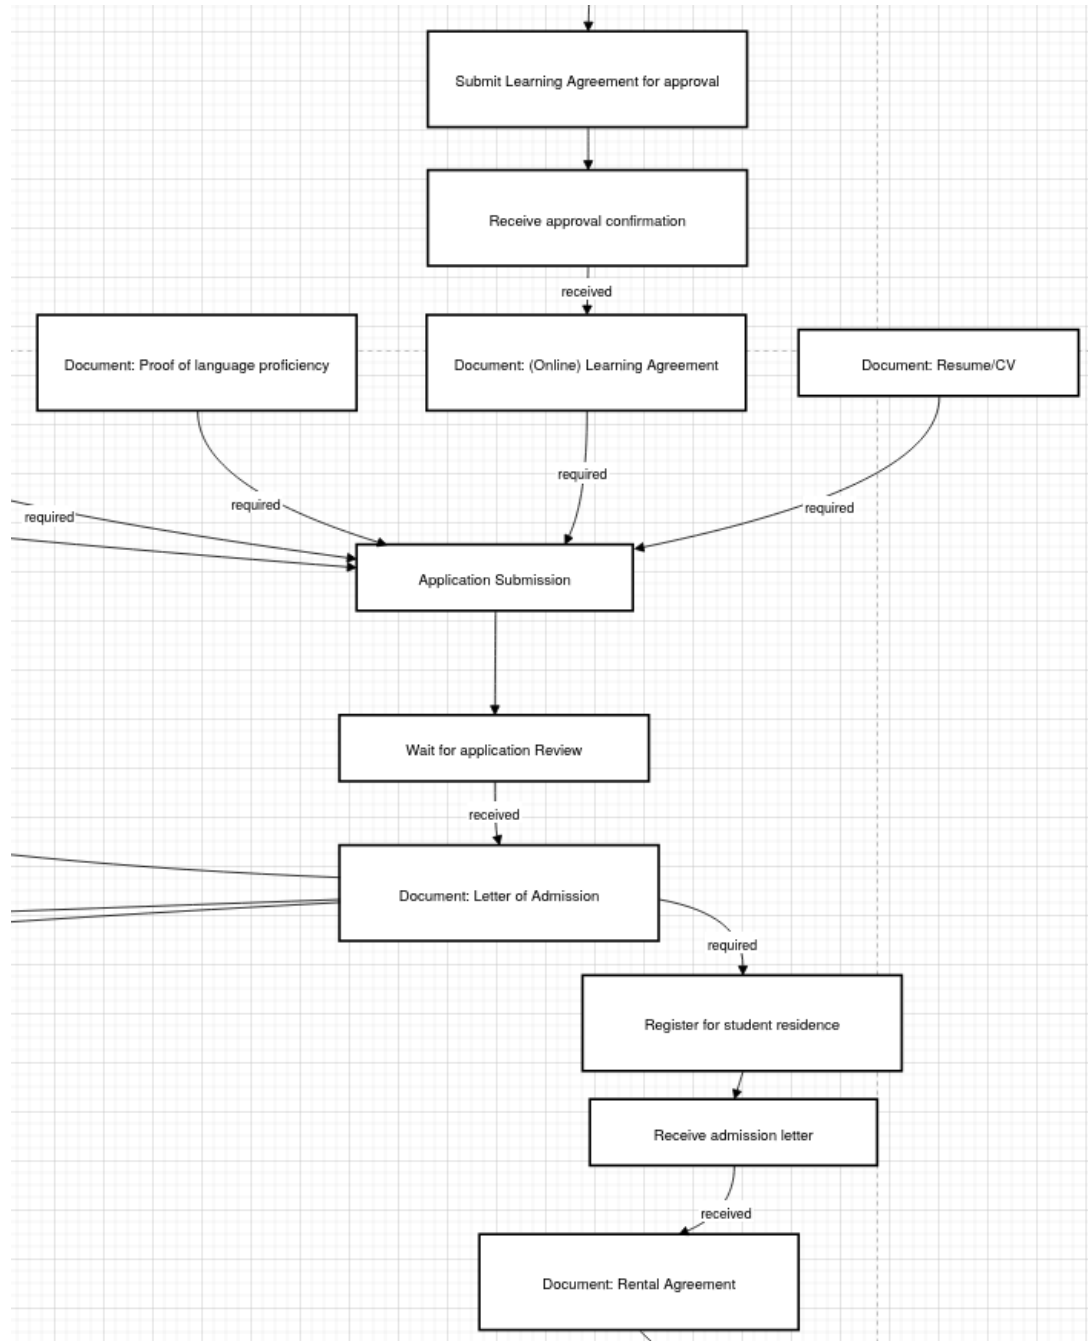 Submit Learning Agreement for approval
Receive approval confirmation
received
Document: Proof of language proficiency
Document: (Online) Learning Agreement
Document: Resume/CV
required
required
required
required
Application Submission
Wait for application Review
received
Document: Letter of Admission
required
Register for student residence
Receive admission letter
received
Document: Rental Agreement